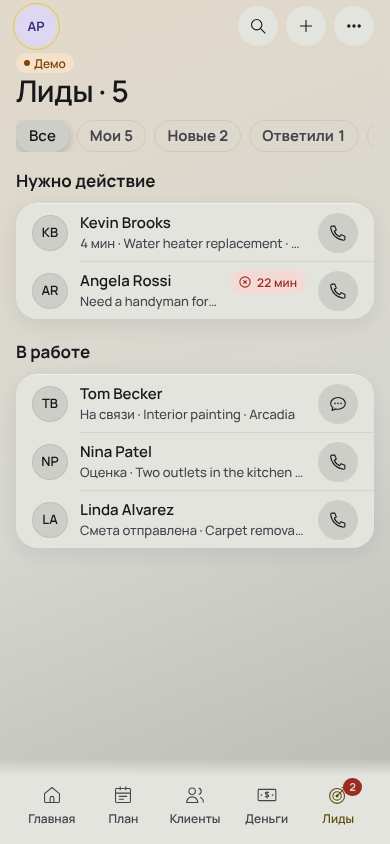 AP
Демо
Лиды · 5
Все
Мои 5
Новые 2
Ответили 1
Нужно действие
KB
Kevin Brooks
4 мин · Water heater replacement · …
AR
Angela Rossi
22 мин
Need a handyman for…
В работе
TB
Tom Becker
На связи · Interior painting · Arcadia
NP
Nina Patel
Оценка · Two outlets in the kitchen …
LA
Linda Alvarez
Смета отправлена · Carpet remova…
2
Главная
План
Клиенты
Деньги
Лиды